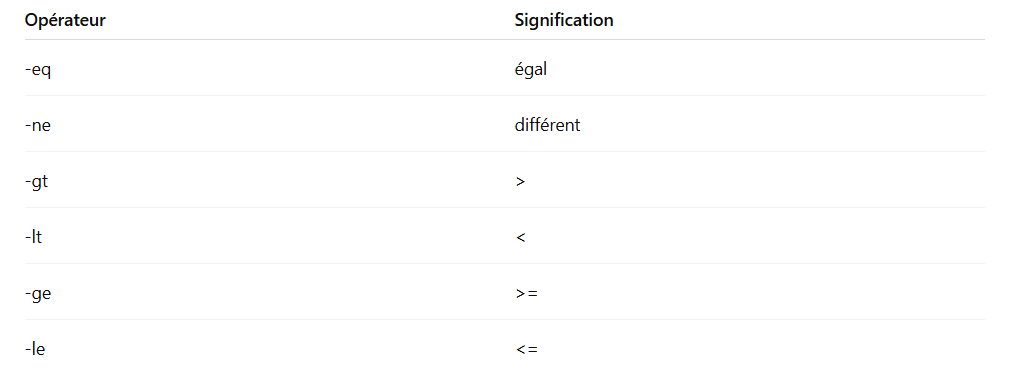 Opérateur Signification
-eq égal
-ne différent
-gt >
-lt <
-ge >=
-le <=